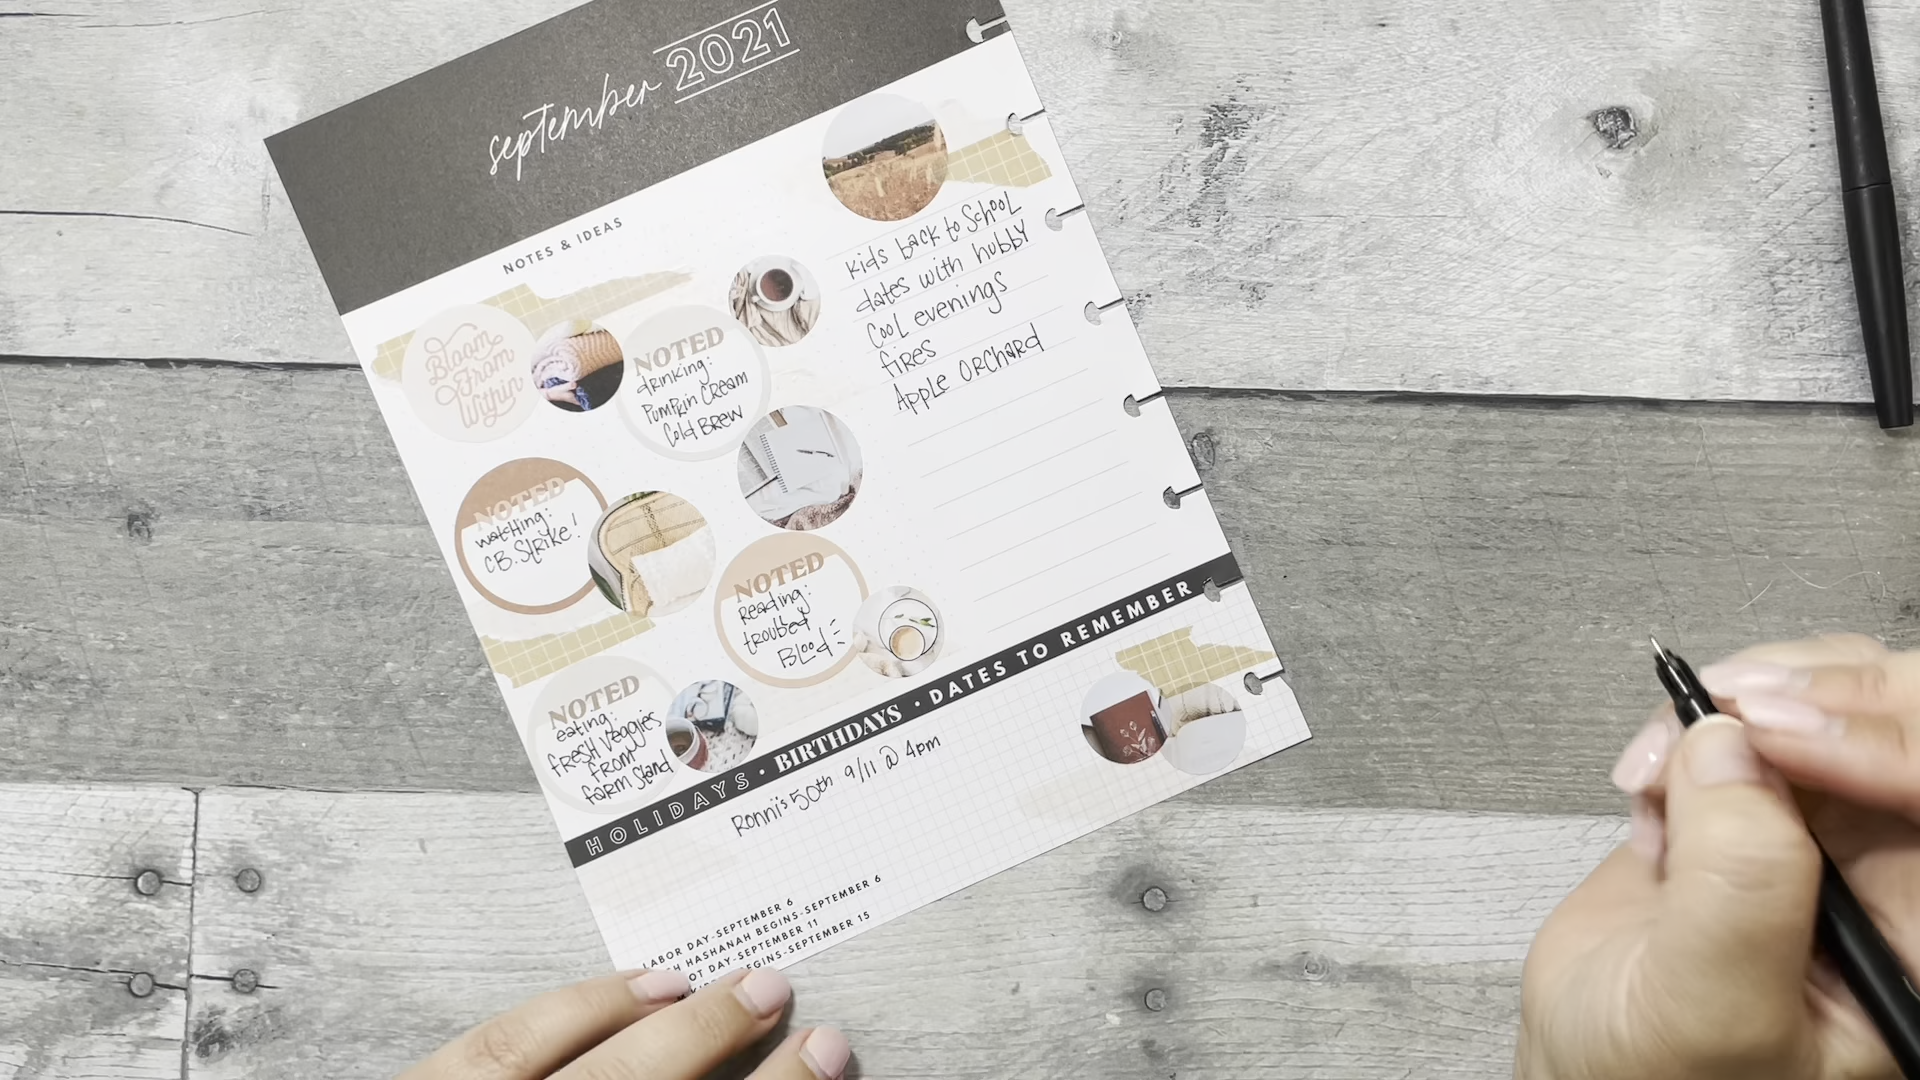 september 2021
NOTES & IDEAS
Bloom
From
Within
NOTED
drinking:
Pumpkin Cream
Cold Brew
NOTED
watching:
CB. Strike!
NOTED
Reading:
troubled
Blood
NOTED
eating:
fresh veggies
from
farm stand
kids back to School
dates with hubby
Cool evenings
fires
Apple ORChard
HOLIDAYS · BIRTHDAYS · DATES TO REMEMBER
Ronni's 50th 9/11 @ 4pm
LABOR DAY-SEPTEMBER 6
HASHANAH BEGINS-SEPTEMBER 6
DAY-SEPTEMBER 11
BEGINS-SEPTEMBER 15